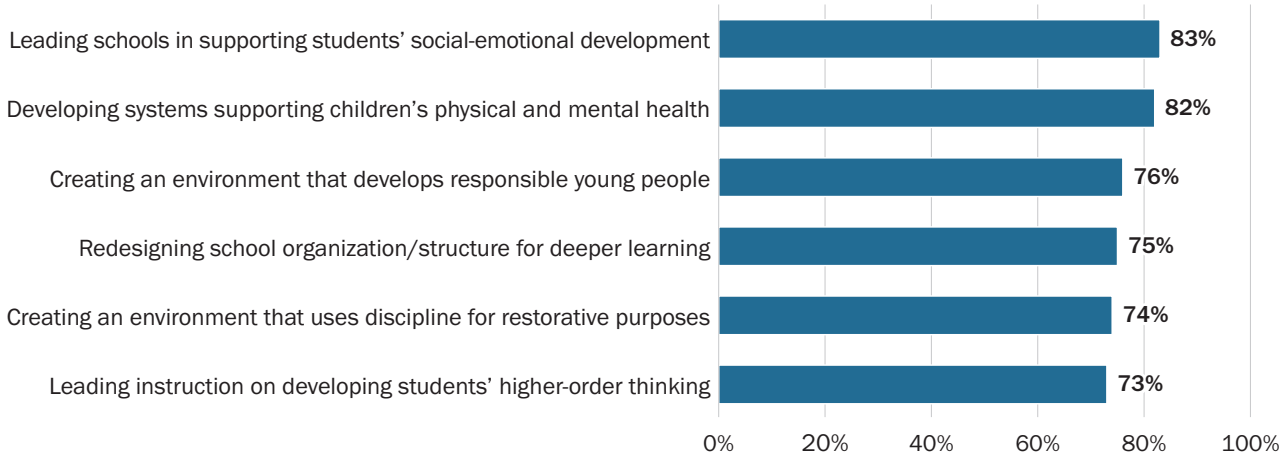 Leading schools in supporting students’ social-emotional development 83%
Developing systems supporting children’s physical and mental health 82%
Creating an environment that develops responsible young people 76%
Redesigning school organization/structure for deeper learning 75%
Creating an environment that uses discipline for restorative purposes 74%
Leading instruction on developing students’ higher-order thinking 73%
0% 20% 40% 60% 80% 100%